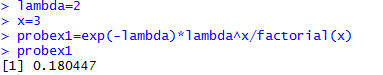 > lambda=2
> x=3
> probex1=exp(-lambda)*lambda^x/factorial(x)
> probex1
[1] 0.180447